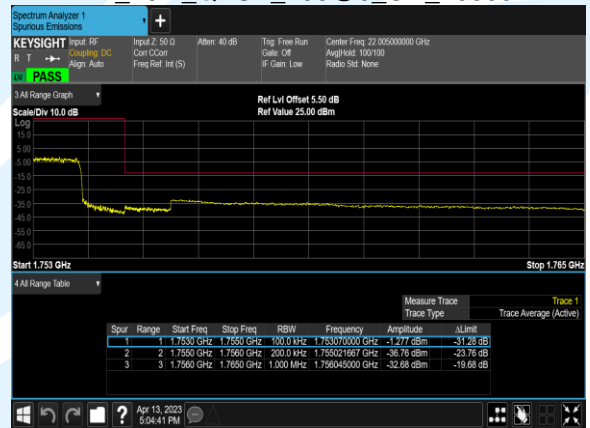 Spectrum Analyzer 1
Spurious Emissions
KEYSIGHT Input: RF Input Z: 50 Ω Atten: 40 dB Trig: Free Run Center Freq: 22.005000000 GHz
R T Coupling: DC Corr CCorr Gate: Off Avg|Hold: 100/100
Align: Auto Freq Ref: Int (S) IF Gain: Low Radio Std: None
PASS
3 All Range Graph
Ref Lvl Offset 5.50 dB
Scale/Div 10.0 dB Ref Value 25.00 dBm
Log
15.0
5.00
-5.00
-15.0
-25.0
-35.0
-45.0
-55.0
-65.0
Start 1.753 GHz Stop 1.765 GHz
4 All Range Table
Measure Trace Trace 1
Trace Type Trace Average (Active)
Spur Range Start Freq Stop Freq RBW Frequency Amplitude ΔLimit
1 1 1.7530 GHz 1.7550 GHz 100.0 kHz 1.753070000 GHz -1.277 dBm -31.28 dB
2 2 1.7550 GHz 1.7560 GHz 200.0 kHz 1.755021667 GHz -36.76 dBm -23.76 dB
3 3 1.7560 GHz 1.7650 GHz 1.000 MHz 1.756045000 GHz -32.68 dBm -19.68 dB
Apr 13, 2023
5:04:41 PM